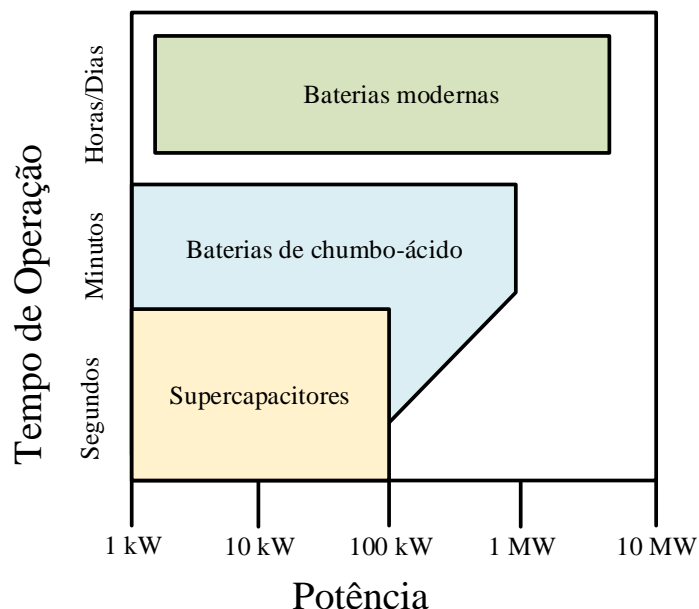 Tempo de Operação
Horas/Dias
Minutos
Segundos
Baterias modernas
Baterias de chumbo-ácido
Supercapacitores
1 kW
10 kW
100 kW
1 MW
10 MW
Potência